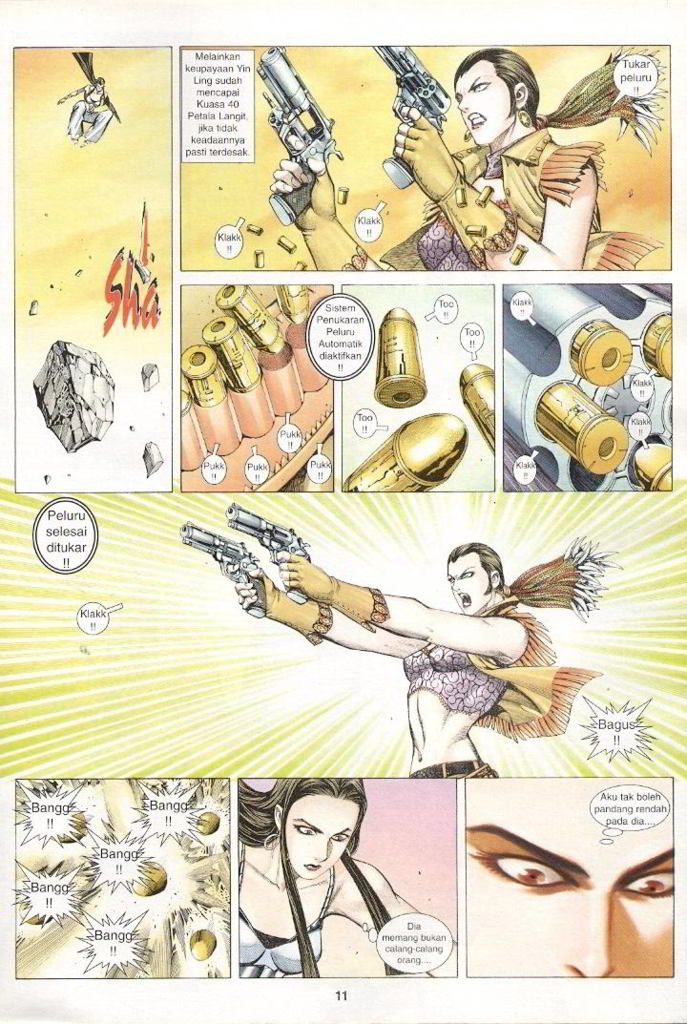 Sha
!
Melainkan
keupayaan Yin
Ling sudah
mencapai
Kuasa 40
Petala Langit,
jika tidak
keadaannya
pasti terdesak.
Tukar
peluru
!!
Klakk
!!
Klakk
!!
Sistem
Penukaran
Peluru
Automatik
diaktifkan
!!
Pukk
!!
Pukk
!!
Pukk
!!
Pukk
!!
Too
!!
Too
!!
Too
!!
Klakk
!!
Klakk
!!
Klakk
!!
Klakk
!!
Peluru
selesai
ditukar
!!
Klakk
!!
Bagus
!!
Bangg
!!
Bangg
!!
Bangg
!!
Bangg
!!
Bangg
!!
Dia
memang bukan
calang-calang
orang....
Aku tak boleh
pandang rendah
pada dia....
11